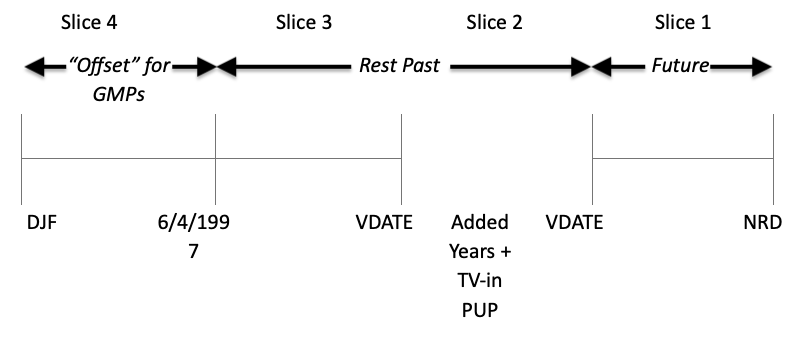 Slice 4 Slice 3 Slice 2 Slice 1
“Offset” for Rest Past Future
GMPs
DJF 6/4/199 VDATE Added VDATE NRD
7 Years +
TV-in
PUP